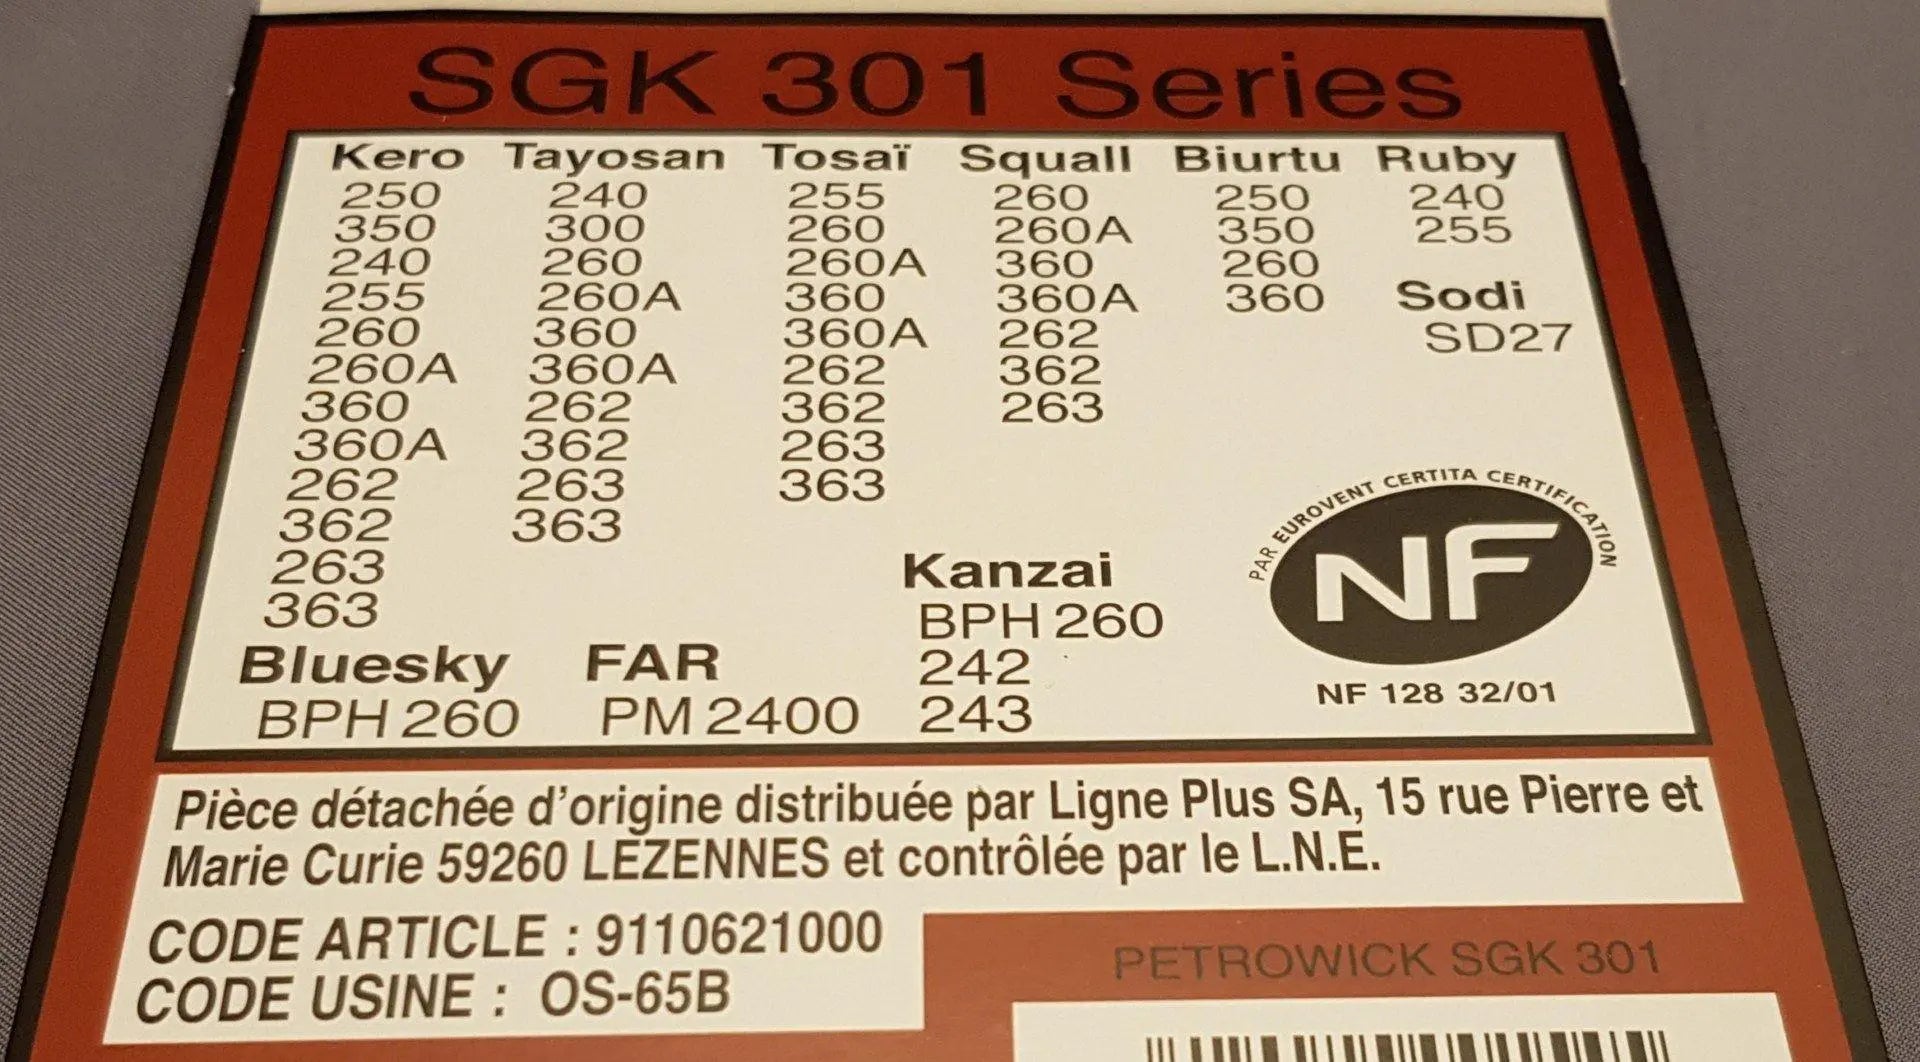 SGK 301 Series
Kero
250
350
240
255
260
260A
360
360A
262
362
263
363
Tayosan
240
300
260
260A
360
360A
262
362
263
363
Tosaï
255
260
260A
360
360A
262
362
263
363
Squall
260
260A
360
360A
262
362
263
Biurtu
250
350
260
360
Ruby
240
255
Sodi
SD27
Bluesky
BPH 260
FAR
PM 2400
Kanzai
BPH 260
242
243
PAR EUROVENT CERTITA CERTIFICATION
NF
NF 128 32/01
Pièce détachée d'origine distribuée par Ligne Plus SA, 15 rue Pierre et
Marie Curie 59260 LEZENNES et contrôlée par le L.N.E.
CODE ARTICLE : 9110621000
CODE USINE : OS-65B
PETROWICK SGK 301